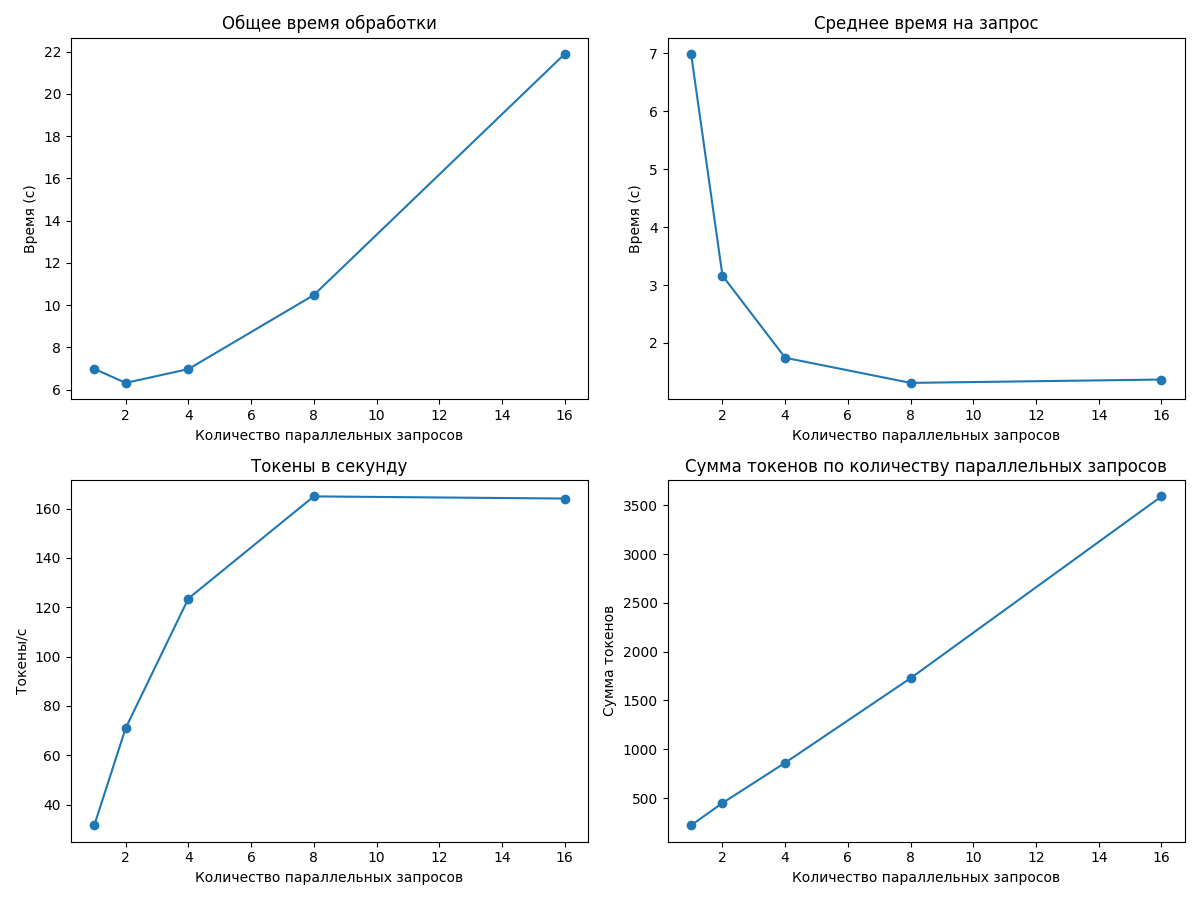 Общее время обработки
Время (с)
22
20
18
16
14
12
10
8
6
2 4 6 8 10 12 14 16
Количество параллельных запросов
Среднее время на запрос
Время (с)
7
6
5
4
3
2
2 4 6 8 10 12 14 16
Количество параллельных запросов
Токены в секунду
Токены/с
160
140
120
100
80
60
40
2 4 6 8 10 12 14 16
Количество параллельных запросов
Сумма токенов по количеству параллельных запросов
Сумма токенов
3500
3000
2500
2000
1500
1000
500
2 4 6 8 10 12 14 16
Количество параллельных запросов